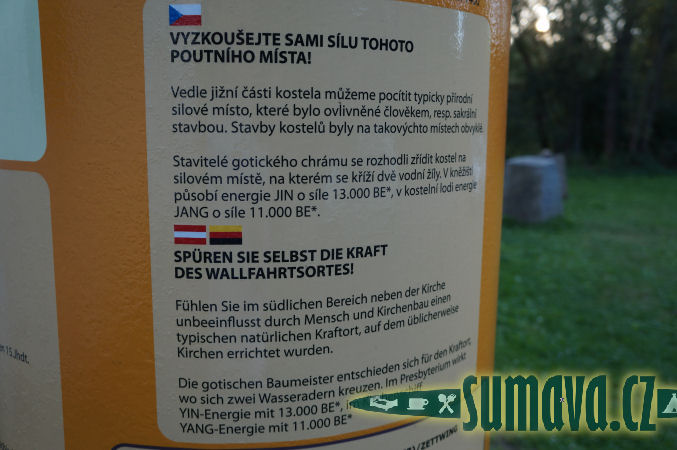 VYZKOUŠEJTE SAMI SÍLU TOHOTO
POUTNÍHO MÍSTA!
Vedle jižní části kostela můžeme pocítit typicky přírodní
silové místo, které bylo ovlivněné člověkem, resp. sakrální
stavbou. Stavby kostelů byly na takovýchto místech obvyklé.
Stavitelé gotického chrámu se rozhodli zřídit kostel na
silovém místě, na kterém se kříží dvě vodní žíly. V kněžišti
působí energie JIN o síle 13.000 BE*, v kostelní lodi energie
JANG o síle 11.000 BE*.
SPÜREN SIE SELBST DIE KRAFT
DES WALLFAHRTSORTES!
Fühlen Sie im südlichen Bereich neben der Kirche
unbeeinflusst durch Mensch und Kirchenbau einen
typischen natürlichen Kraftort, auf dem üblicherweise
Kirchen errichtet wurden.
Die gotischen Baumeister entschieden sich für den Kraftort,
wo sich zwei Wasseradern kreuzen. Im Presbyterium wirkt
YIN-Energie mit 13.000 BE*,
YANG-Energie mit 11.000 BE*
/ZETTWING
15.Jhdt.
sumava.cz